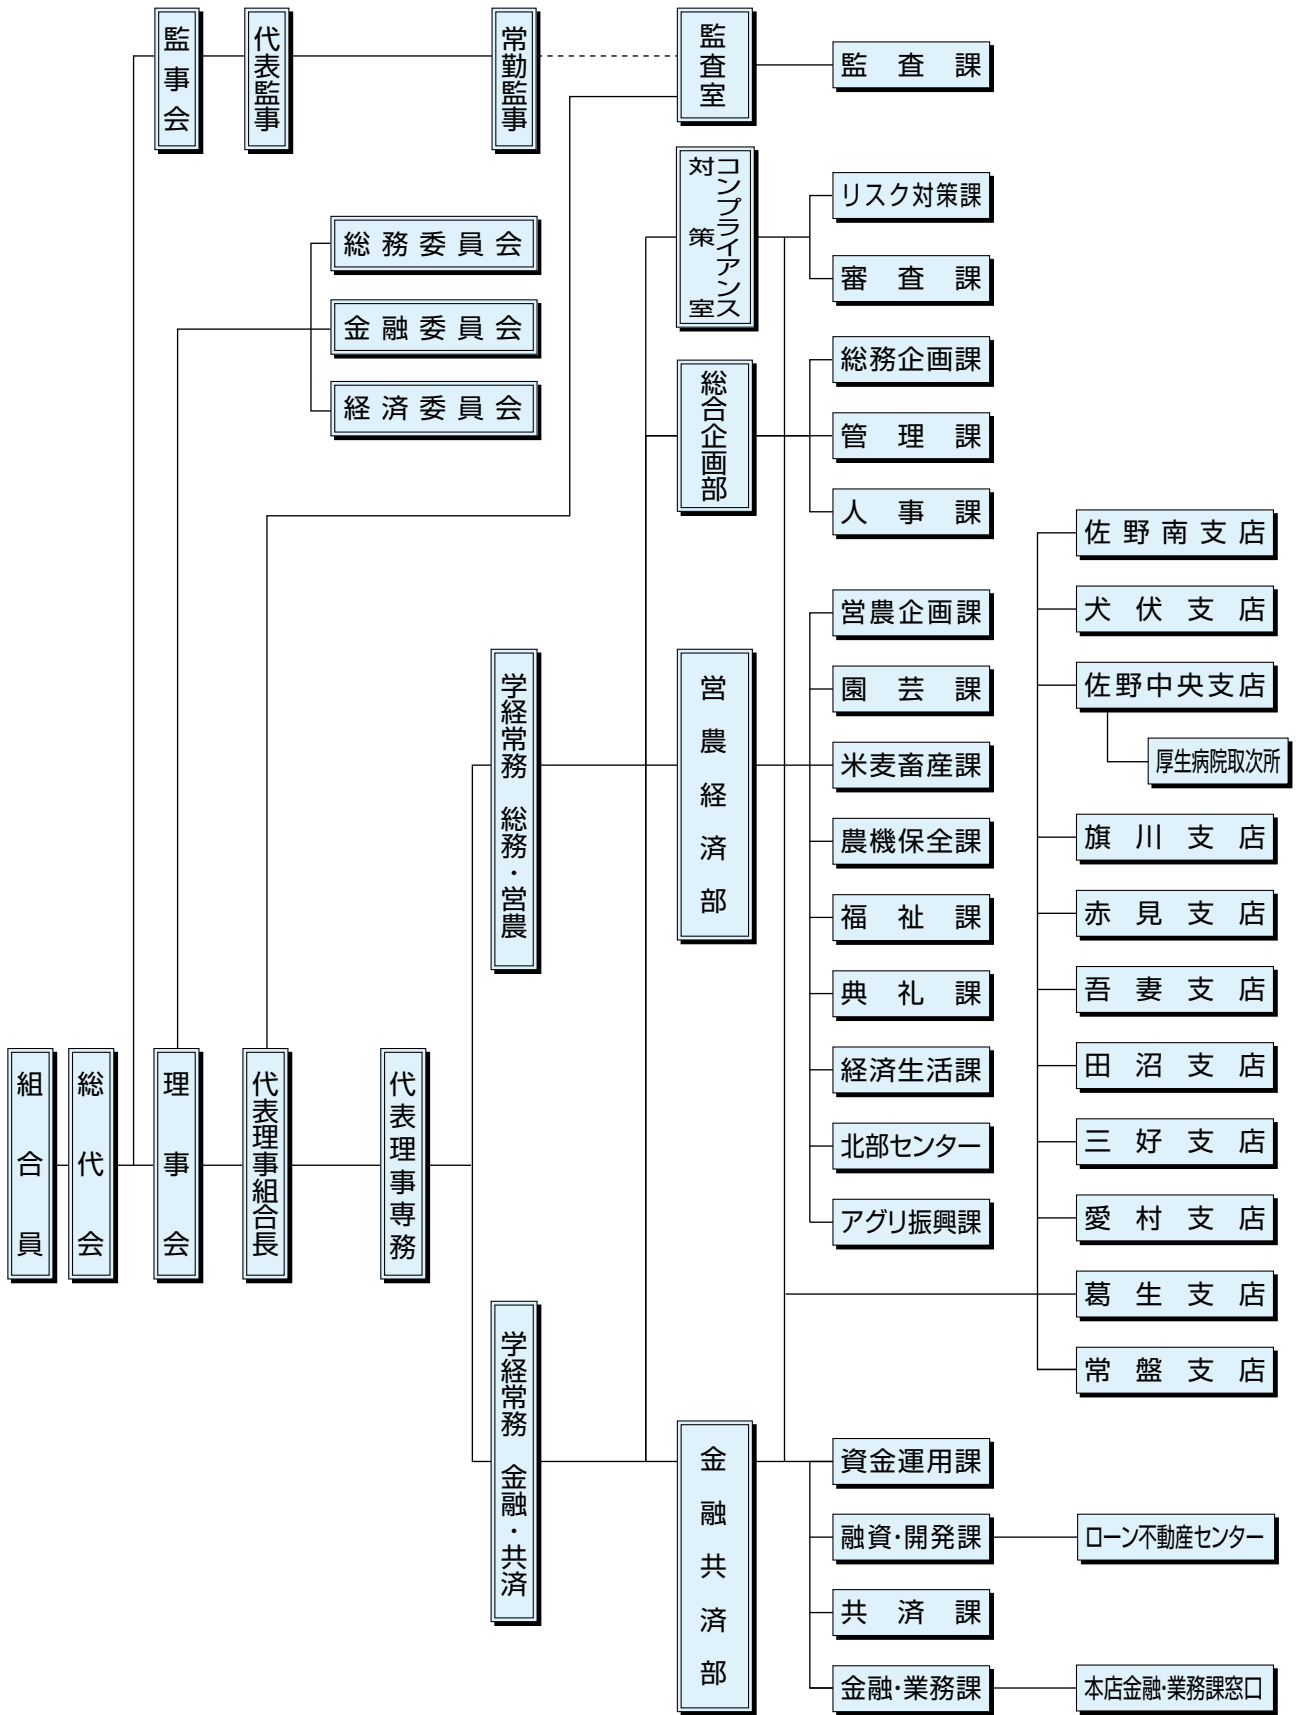 監事会
代表監事
常勤監事
監査室
監査課
コンプライアンス
対策室
リスク対策課
審査課
総務委員会
金融委員会
経済委員会
総合企画部
総務企画課
管理課
人事課
佐野南支店
犬伏支店
佐野中央支店
厚生病院取次所
旗川支店
赤見支店
吾妻支店
田沼支店
三好支店
愛村支店
葛生支店
常盤支店
学経常務 総務・営農
営農経済部
営農企画課
園芸課
米麦畜産課
農機保全課
福祉課
典礼課
経済生活課
北部センター
アグリ振興課
組合員
総代会
理事会
代表理事組合長
代表理事専務
学経常務 金融・共済
金融共済部
資金運用課
融資・開発課
ローン不動産センター
共済課
金融・業務課
本店金融・業務課窓口